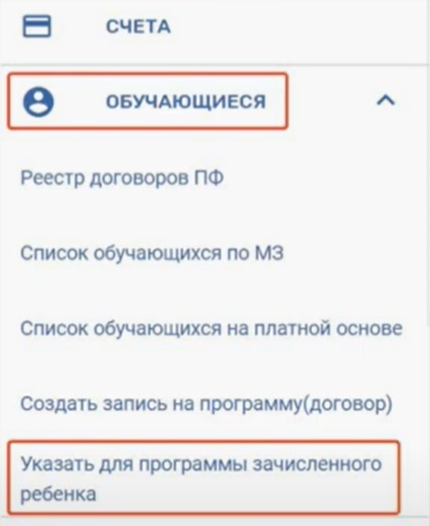 СЧЕТА
ОБУЧАЮЩИЕСЯ
Реестр договоров ПФ
Список обучающихся по МЗ
Список обучающихся на платной основе
Создать запись на программу(договор)
Указать для программы зачисленного
ребенка